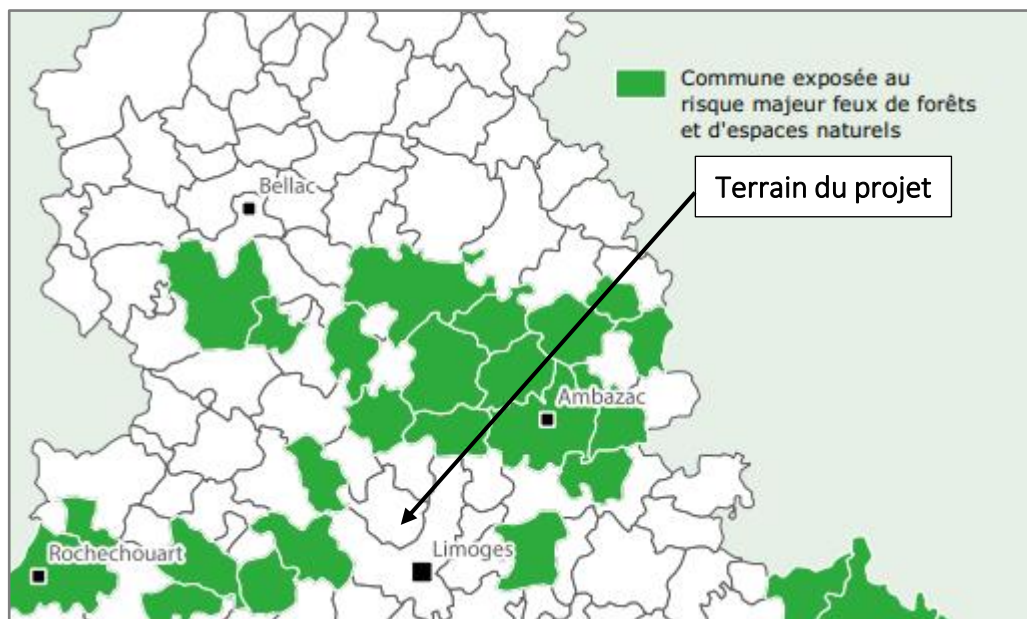 Commune exposée au
risque majeur feux de forêts
et d'espaces naturels
Terrain du projet
Bellac
Ambazac
Rochechouart
Limoges